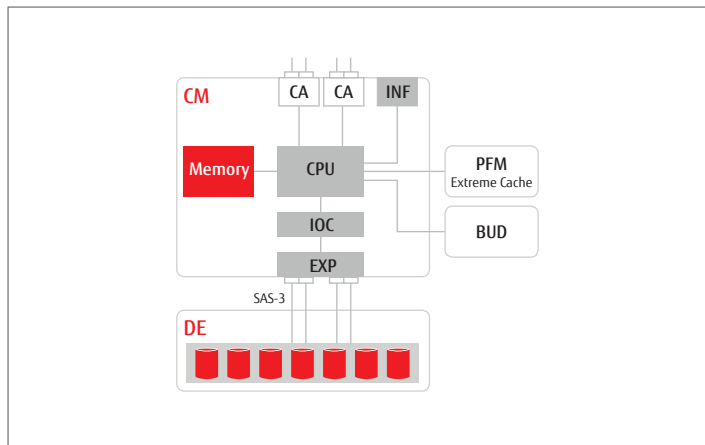 CM
CA
CA
INF
Memory
CPU
PFM
Extreme Cache
IOC
BUD
EXP
SAS-3
DE